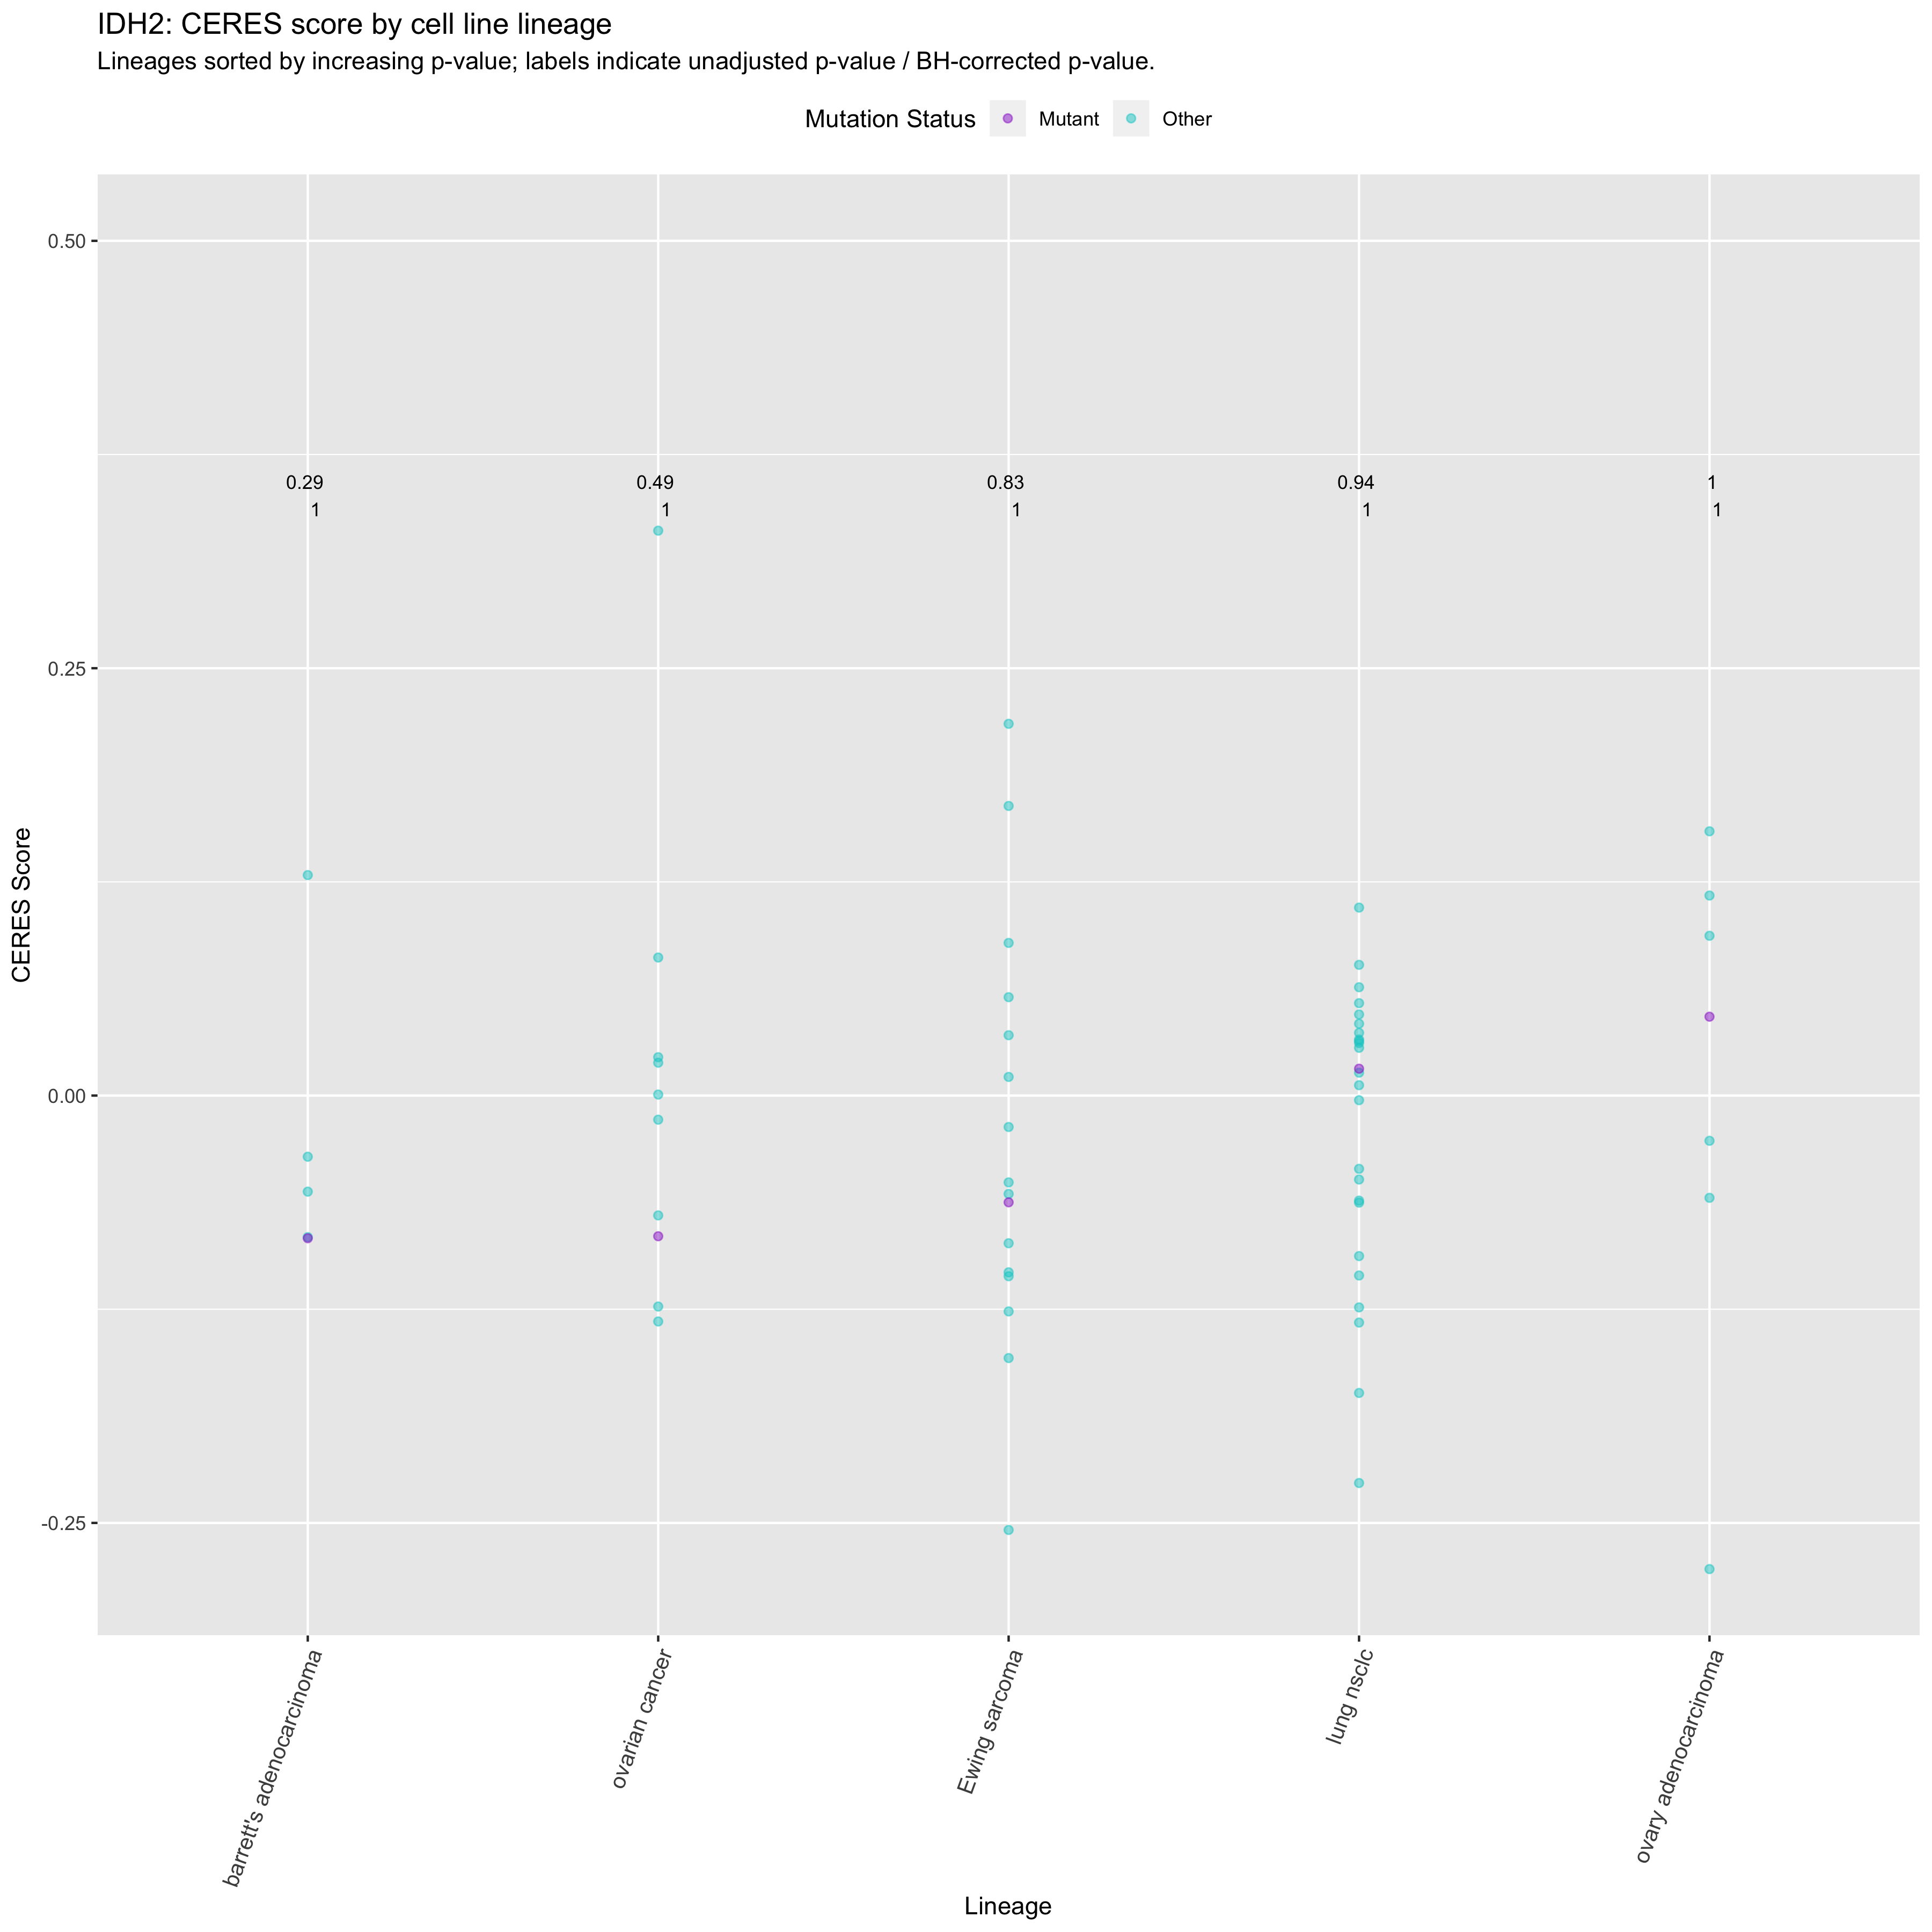 IDH2: CERES score by cell line lineage
Lineages sorted by increasing p-value; labels indicate unadjusted p-value / BH-corrected p-value.
Mutation Status Mutant Other
0.50
0.29 0.49 0.83 0.94 1
1 1 1 1 1
0.25
CERES Score
0.00
-0.25
barrett's adenocarcinoma
ovarian cancer
Ewing sarcoma
lung nsclc
ovary adenocarcinoma
Lineage